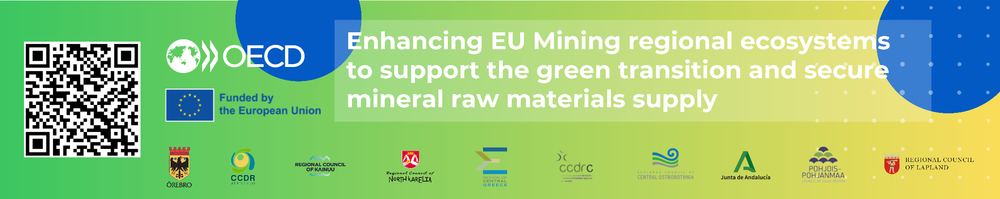 OECD
Enhancing EU Mining regional ecosystems
to support the green transition and secure
mineral raw materials supply
Funded by
the European Union
ÖREBRO
CCDR
ALENTEJO
REGIONAL COUNCIL
OF KAINUU
Regional Council of
NORTH KARELIA
REGION OF
CENTRAL
GREECE
ccdrc
REGIONAL COUNCIL OF
CENTRAL OSTROBOTHNIA
Junta de Andalucía
POHJOIS-
POHJANMAA
COUNCIL OF OULU REGION
REGIONAL COUNCIL
OF LAPLAND